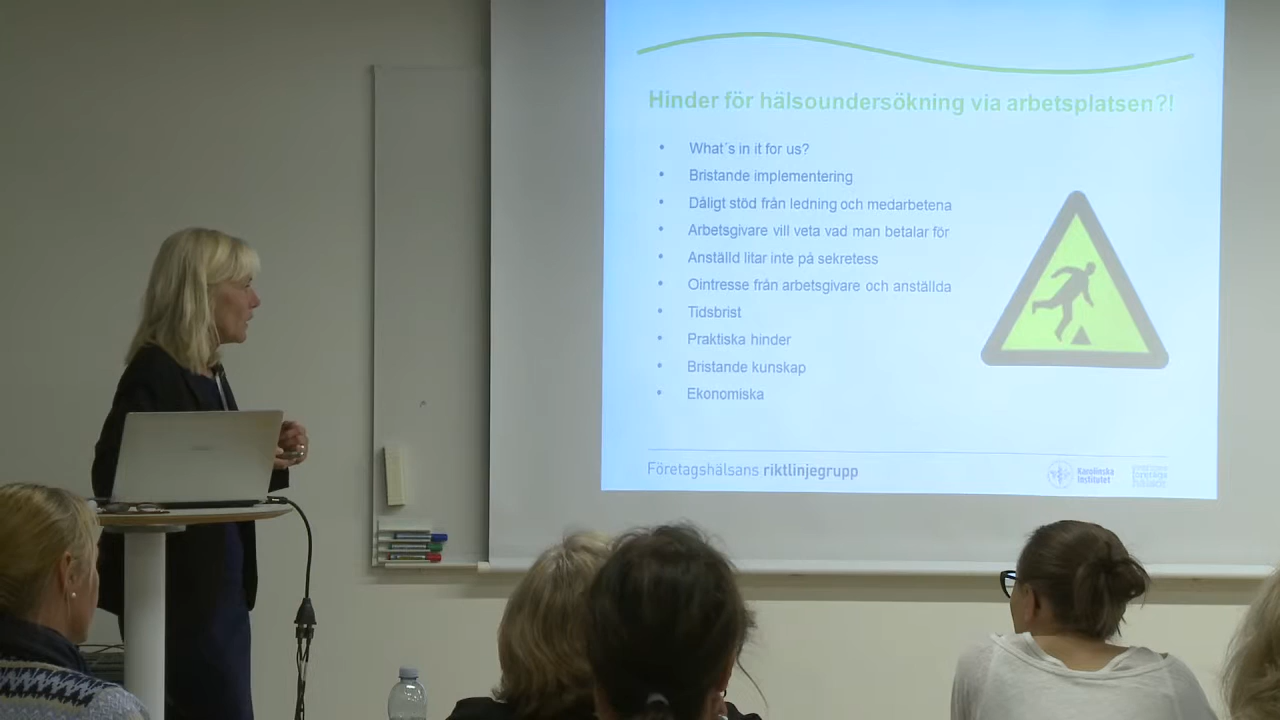 Hinder för hälsoundersökning via arbetsplatsen?!
• What´s in it for us?
• Bristande implementering
• Dåligt stöd från ledning och medarbetena
• Arbetsgivare vill veta vad man betalar för
• Anställd litar inte på sekretess
• Ointresse från arbetsgivare och anställda
• Tidsbrist
• Praktiska hinder
• Bristande kunskap
• Ekonomiska
Företagshälsans riktlinjegrupp
Karolinska
Institutet